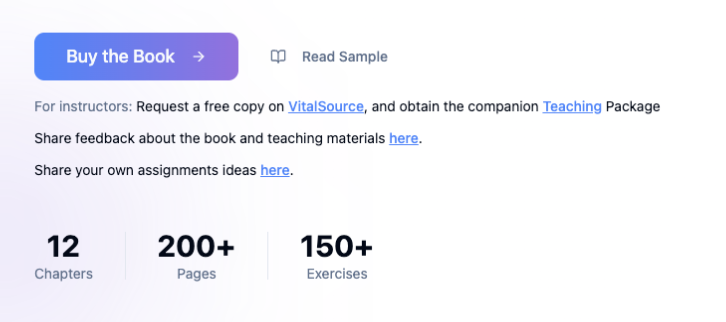 Buy the Book →
Read Sample
For instructors: Request a free copy on VitalSource, and obtain the companion Teaching Package
Share feedback about the book and teaching materials here.
Share your own assignments ideas here.
12
Chapters
200+
Pages
150+
Exercises